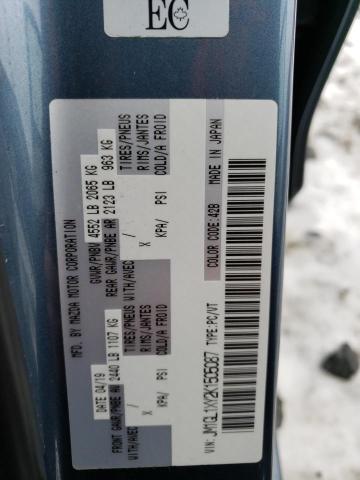 EC
MFD. BY MAZDA MOTOR CORPORATION
DATE 04/19 GVWR/PNBV 4552 LB 2065 KG
FRONT GAWR/PNBE AV 2440 LB 1107 KG REAR GAWR/PNBE AR 2123 LB 963 KG
WITH/AVEC TIRES/PNEUS WITH/AVEC TIRES/PNEUS
X RIMS/JANTES X RIMS/JANTES
KPA/ PSI COLD/A FROID KPA/ PSI COLD/A FROID
COLOR CODE:42B MADE IN JAPAN
VIN: JM1GL1XY2K1505087 TYPE:PC/VT